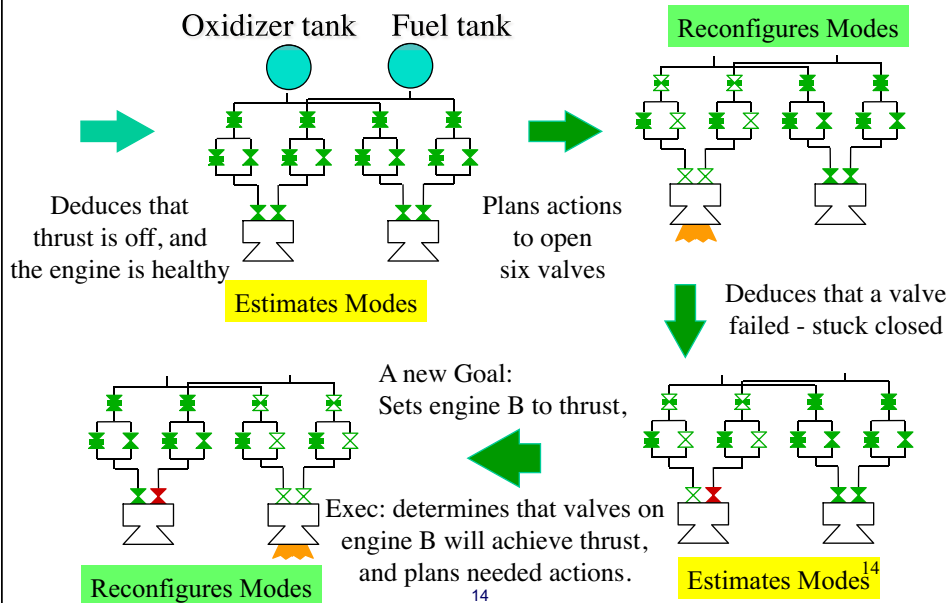 Oxidizer tank
Fuel tank
Reconfigures Modes
Deduces that
thrust is off, and
the engine is healthy
Estimates Modes
Plans actions
to open
six valves
Deduces that a valve
failed - stuck closed
A new Goal:
Sets engine B to thrust,
Exec: determines that valves on
engine B will achieve thrust,
and plans needed actions.
Reconfigures Modes
Estimates Modes
14
14